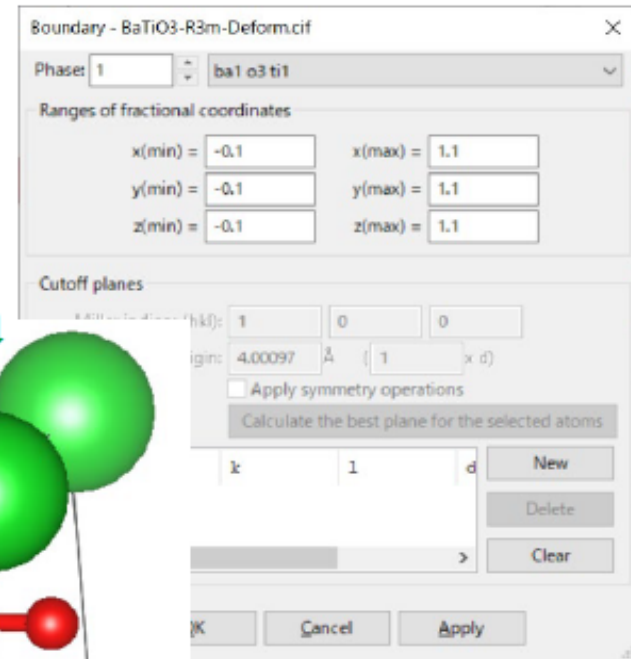 Boundary - BaTiO3-R3m-Deform.cif
Phase: 1 ba1 o3 ti1
Ranges of fractional coordinates
x(min) = -0.1 x(max) = 1.1
y(min) = -0.1 y(max) = 1.1
z(min) = -0.1 z(max) = 1.1
Cutoff planes
(hkl): 1 0 0
gin: 4.00097 Å ( 1 x d)
Apply symmetry operations
Calculate the best plane for the selected atoms
k l d New
Delete
Clear
K Cancel Apply